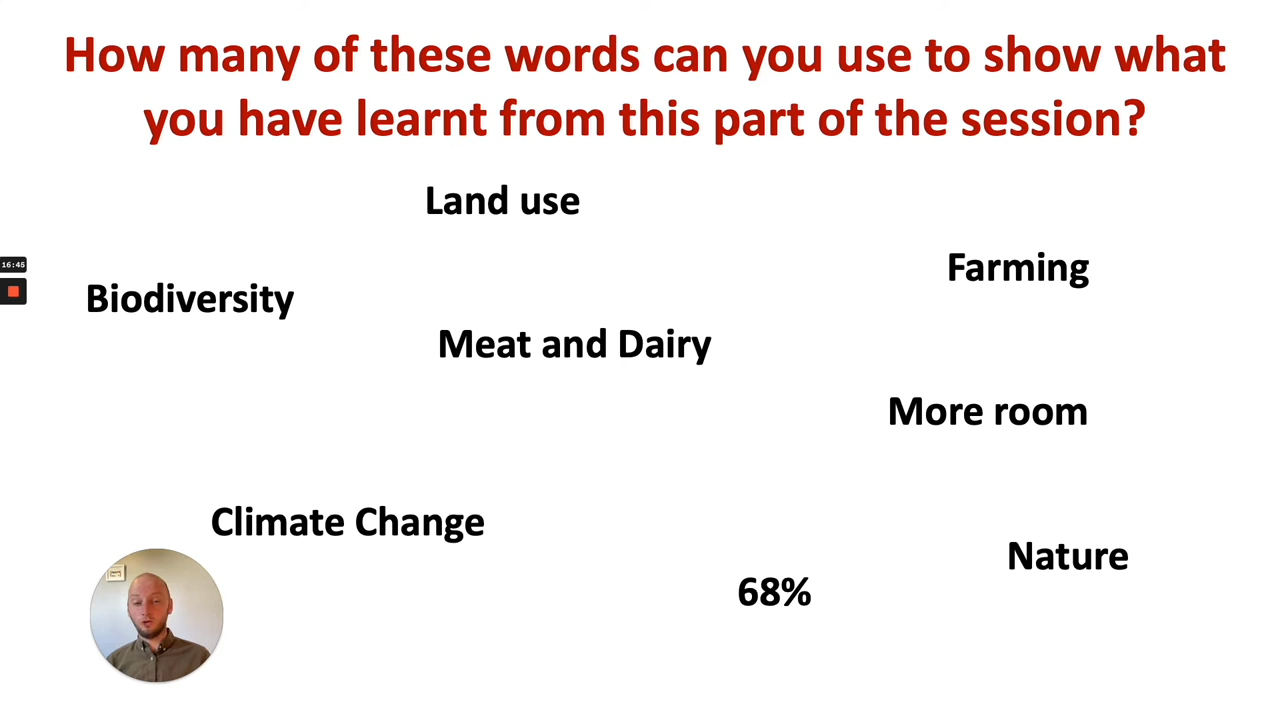 How many of these words can you use to show what
you have learnt from this part of the session?
Land use
Farming
16:45
Biodiversity
Meat and Dairy
More room
Climate Change
Nature
68%